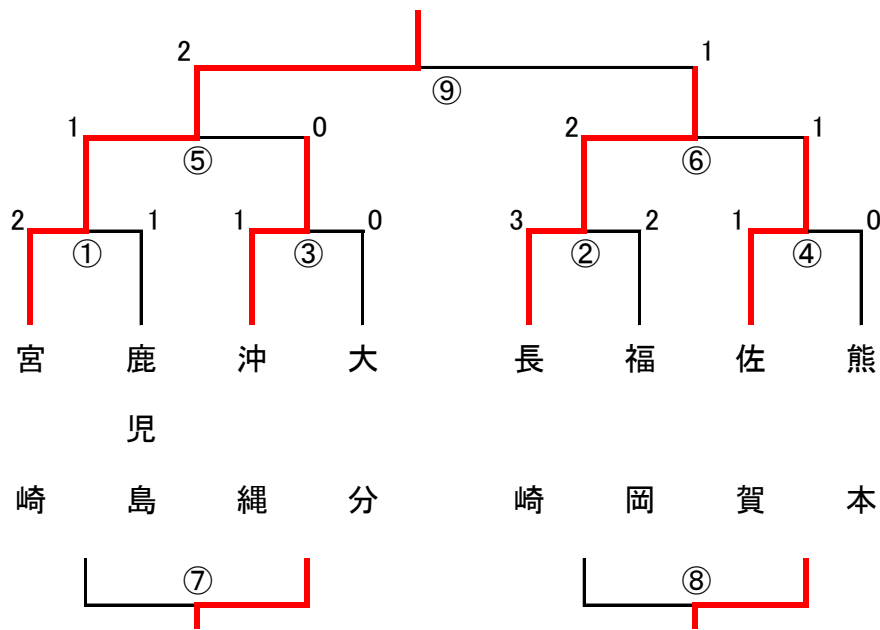 2 1
⑨
1 0 2 1
⑤ ⑥
2 1 1 0 3 2 1 0
① ③ ② ④
宮崎
鹿児島
沖縄
大分
長崎
福岡
佐賀
熊本
⑦ ⑧